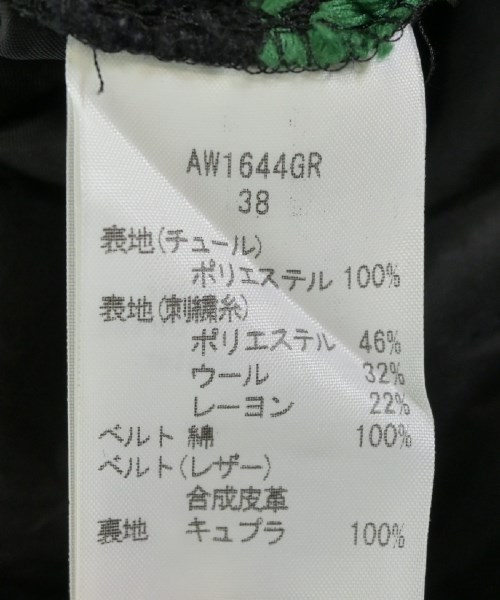 AW1644GR
38
表地(チュール)
ポリエステル 100%
表地(刺繍糸)
ポリエステル 46%
ウール 32%
レーヨン 22%
ベルト 綿 100%
ベルト(レザー)
合成皮革
裏地 キュプラ 100%